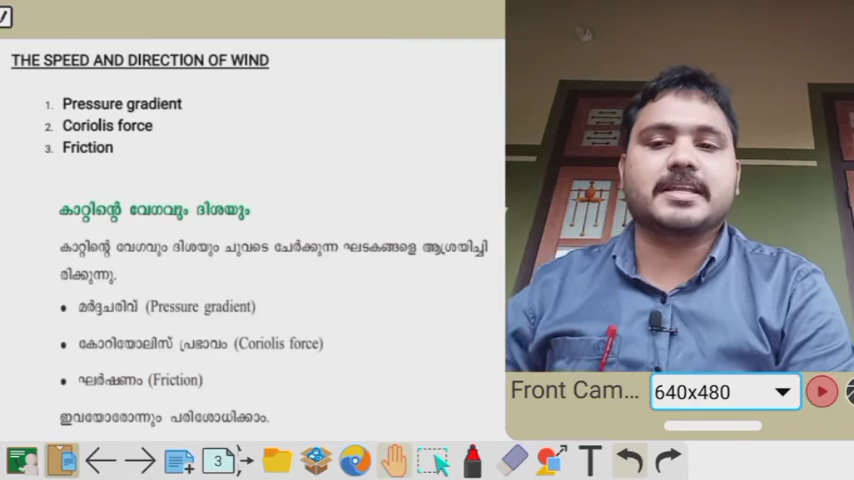 THE SPEED AND DIRECTION OF WIND
1. Pressure gradient
2. Coriolis force
3. Friction
കാറ്റിന്റെ വേഗവും ദിശയും
കാറ്റിന്റെ വേഗവും ദിശയും ചുവടെ ചേർക്കുന്ന ഘടകങ്ങളെ ആശ്രയിച്ചി
രിക്കുന്നു.
• മർദ്ദചരിവ് (Pressure gradient)
• കോറിയോലിസ് പ്രഭാവം (Coriolis force)
• ഘർഷണം (Friction)
ഇവയോരോന്നും പരിശോധിക്കാം.
Front Cam...
640x480
3
T